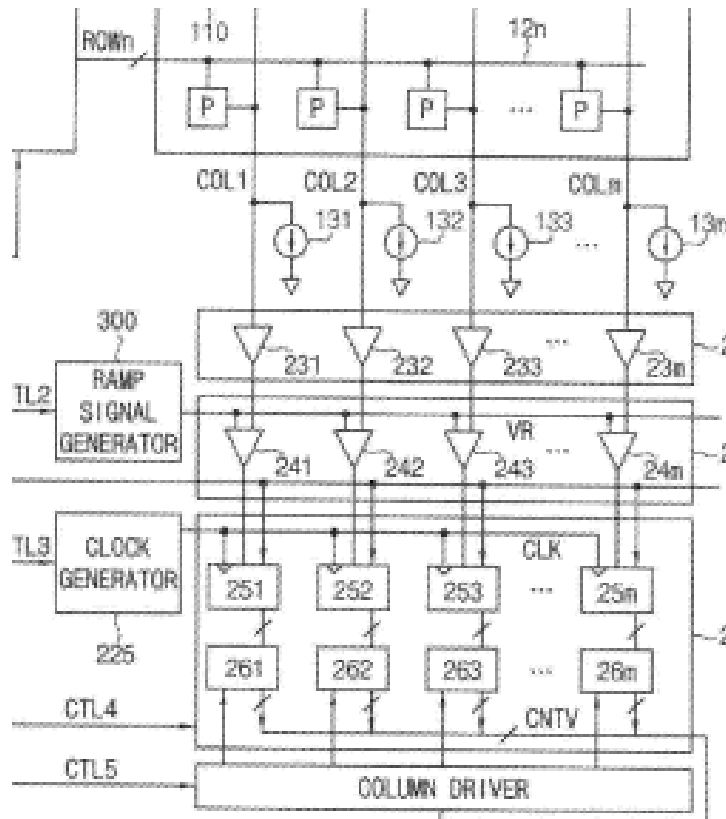 110
ROWn
12n
P P P ... P
COL1 COL2 COL3 COLm
131 132 133 ... 13m
300
231 232 233 ... 23m
TL2
RAMP
SIGNAL
GENERATOR
VR
241 242 243 ... 24m
TL3
CLOCK
GENERATOR
CLK
251 252 253 ... 25m
225
261 262 263 ... 26m
CTL4
CNTV
CTL5
COLUMN DRIVER